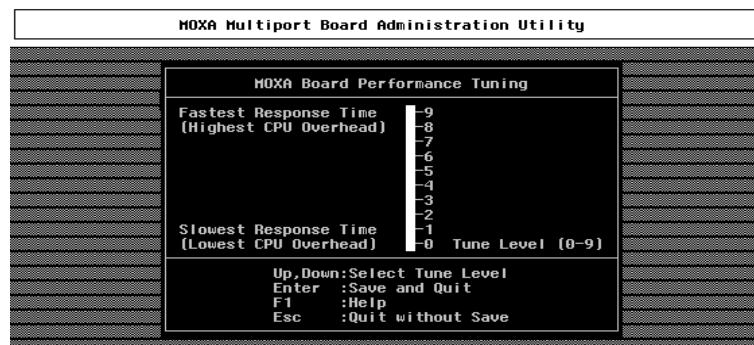 MOXA Multiport Board Administration Utility
MOXA Board Performance Tuning
Fastest Response Time -9
(Highest CPU Overhead) -8
-7
-6
-5
-4
-3
-2
Slowest Response Time -1
(Lowest CPU Overhead) -0 Tune Level (0-9)
Up,Down:Select Tune Level
Enter :Save and Quit
F1 :Help
Esc :Quit without Save